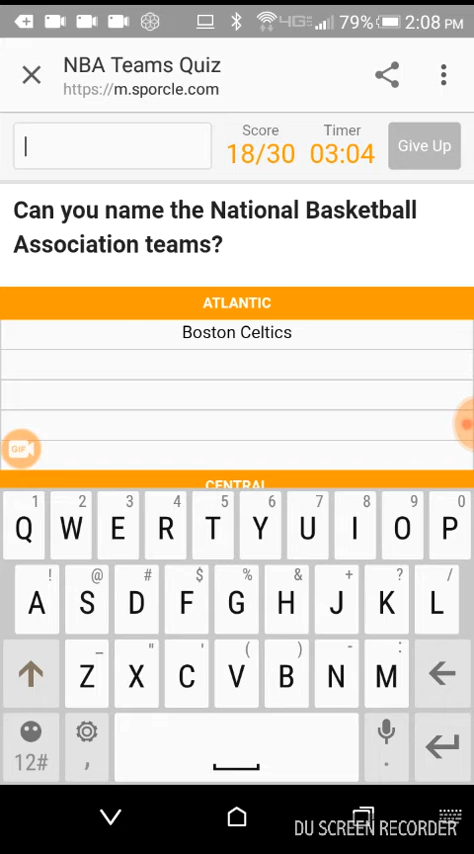 4G 79% 2:08 PM
NBA Teams Quiz
https://m.sporcle.com
Score Timer
18/30 03:04 Give Up
Can you name the National Basketball
Association teams?
ATLANTIC
Boston Celtics
GIF
CENTRAL
1 2 3 4 5 6 7 8 9 0
Q W E R T Y U I O P
! @ # $ % & + ? /
A S D F G H J K L
_ " ' ( ) - :
Z X C V B N M
12# , .
DU SCREEN RECORDER